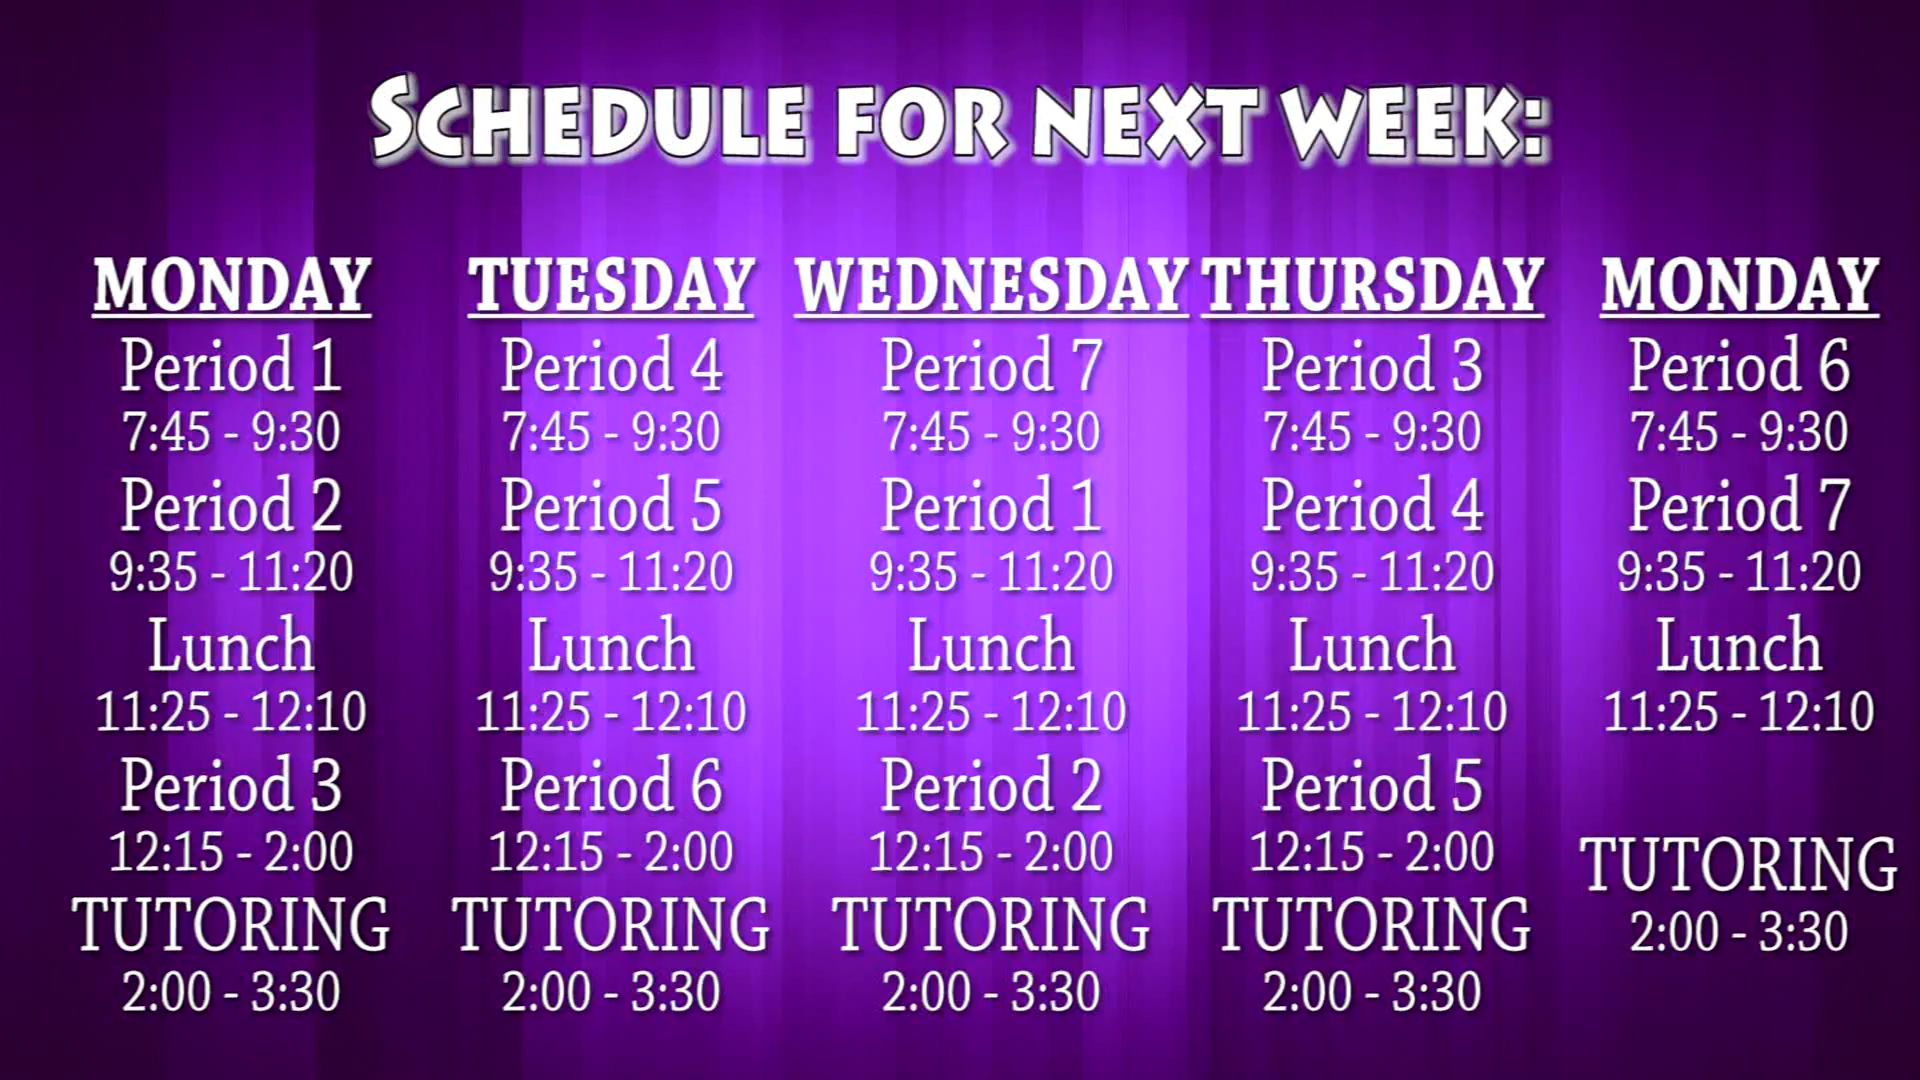 SCHEDULE FOR NEXT WEEK:
MONDAY
Period 1
7:45 - 9:30
Period 2
9:35 - 11:20
Lunch
11:25 - 12:10
Period 3
12:15 - 2:00
TUTORING
2:00 - 3:30
TUESDAY
Period 4
7:45 - 9:30
Period 5
9:35 - 11:20
Lunch
11:25 - 12:10
Period 6
12:15 - 2:00
TUTORING
2:00 - 3:30
WEDNESDAY
Period 7
7:45 - 9:30
Period 1
9:35 - 11:20
Lunch
11:25 - 12:10
Period 2
12:15 - 2:00
TUTORING
2:00 - 3:30
THURSDAY
Period 3
7:45 - 9:30
Period 4
9:35 - 11:20
Lunch
11:25 - 12:10
Period 5
12:15 - 2:00
TUTORING
2:00 - 3:30
MONDAY
Period 6
7:45 - 9:30
Period 7
9:35 - 11:20
Lunch
11:25 - 12:10
TUTORING
2:00 - 3:30